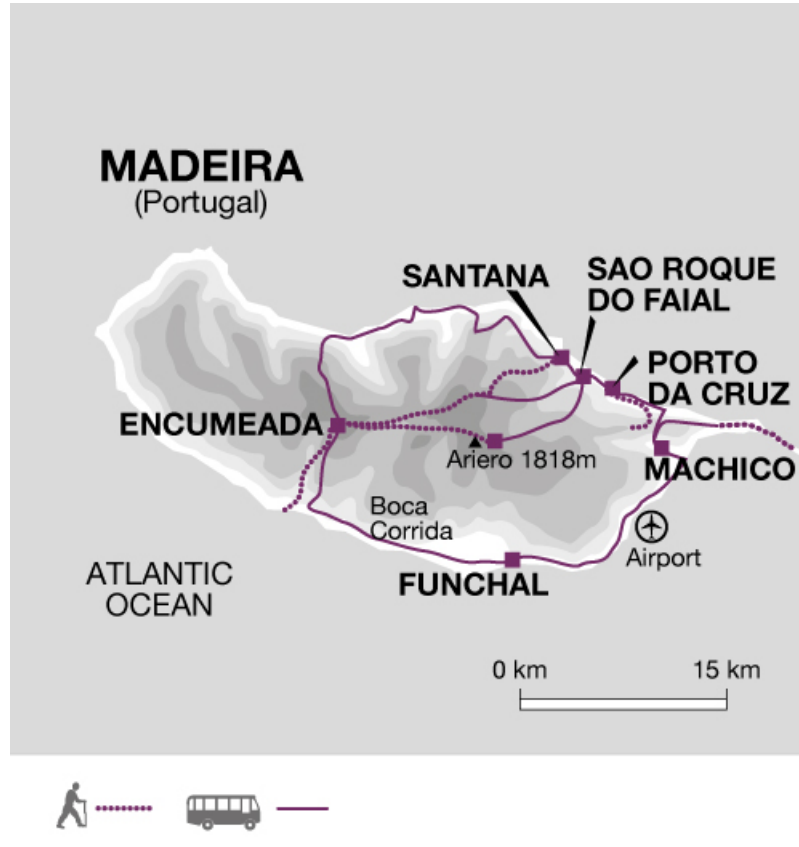 MADEIRA
(Portugal)
SANTANA
SAO ROQUE
DO FAIAL
PORTO
DA CRUZ
ENCUMEADA
Ariero 1818m
MACHICO
Boca
Corrida
Airport
ATLANTIC
OCEAN
FUNCHAL
0 km
15 km